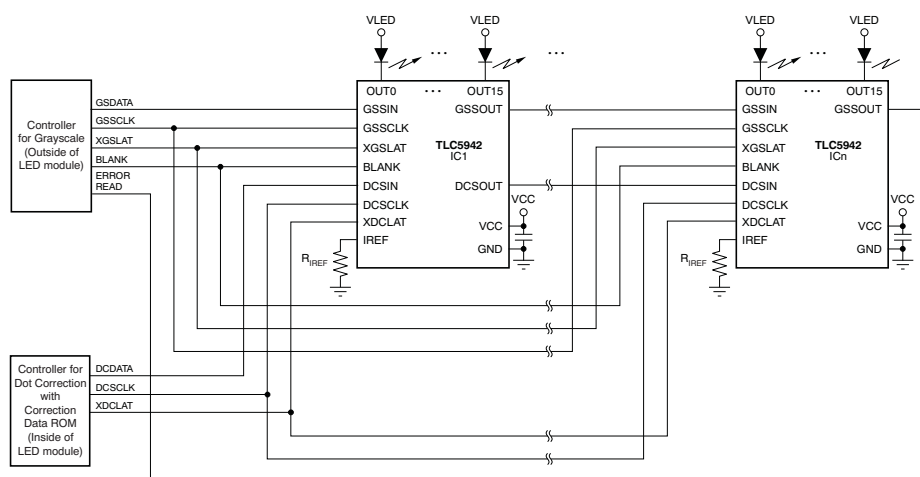 VLED
VLED
VLED
VLED
...
...
...
...
OUT0
...
OUT15
OUT0
...
OUT15
GSDATA
GSSIN
GSSOUT
GSSIN
GSSOUT
Controller
for Grayscale
(Outside of
LED module)
GSSCLK
GSSCLK
GSSCLK
XGSLAT
XGSLAT
TLC5942
IC1
XGSLAT
TLC5942
ICn
BLANK
BLANK
BLANK
ERROR
READ
DCSIN
DCSOUT
DCSIN
DCSCLK
DCSCLK
VCC
VCC
XDCLAT
XDCLAT
VCC
VCC
IREF
IREF
GND
GND
RIREF
RIREF
Controller for
Dot Correction
with
Correction
Data ROM
(Inside of
LED module)
DCDATA
DCSCLK
XDCLAT